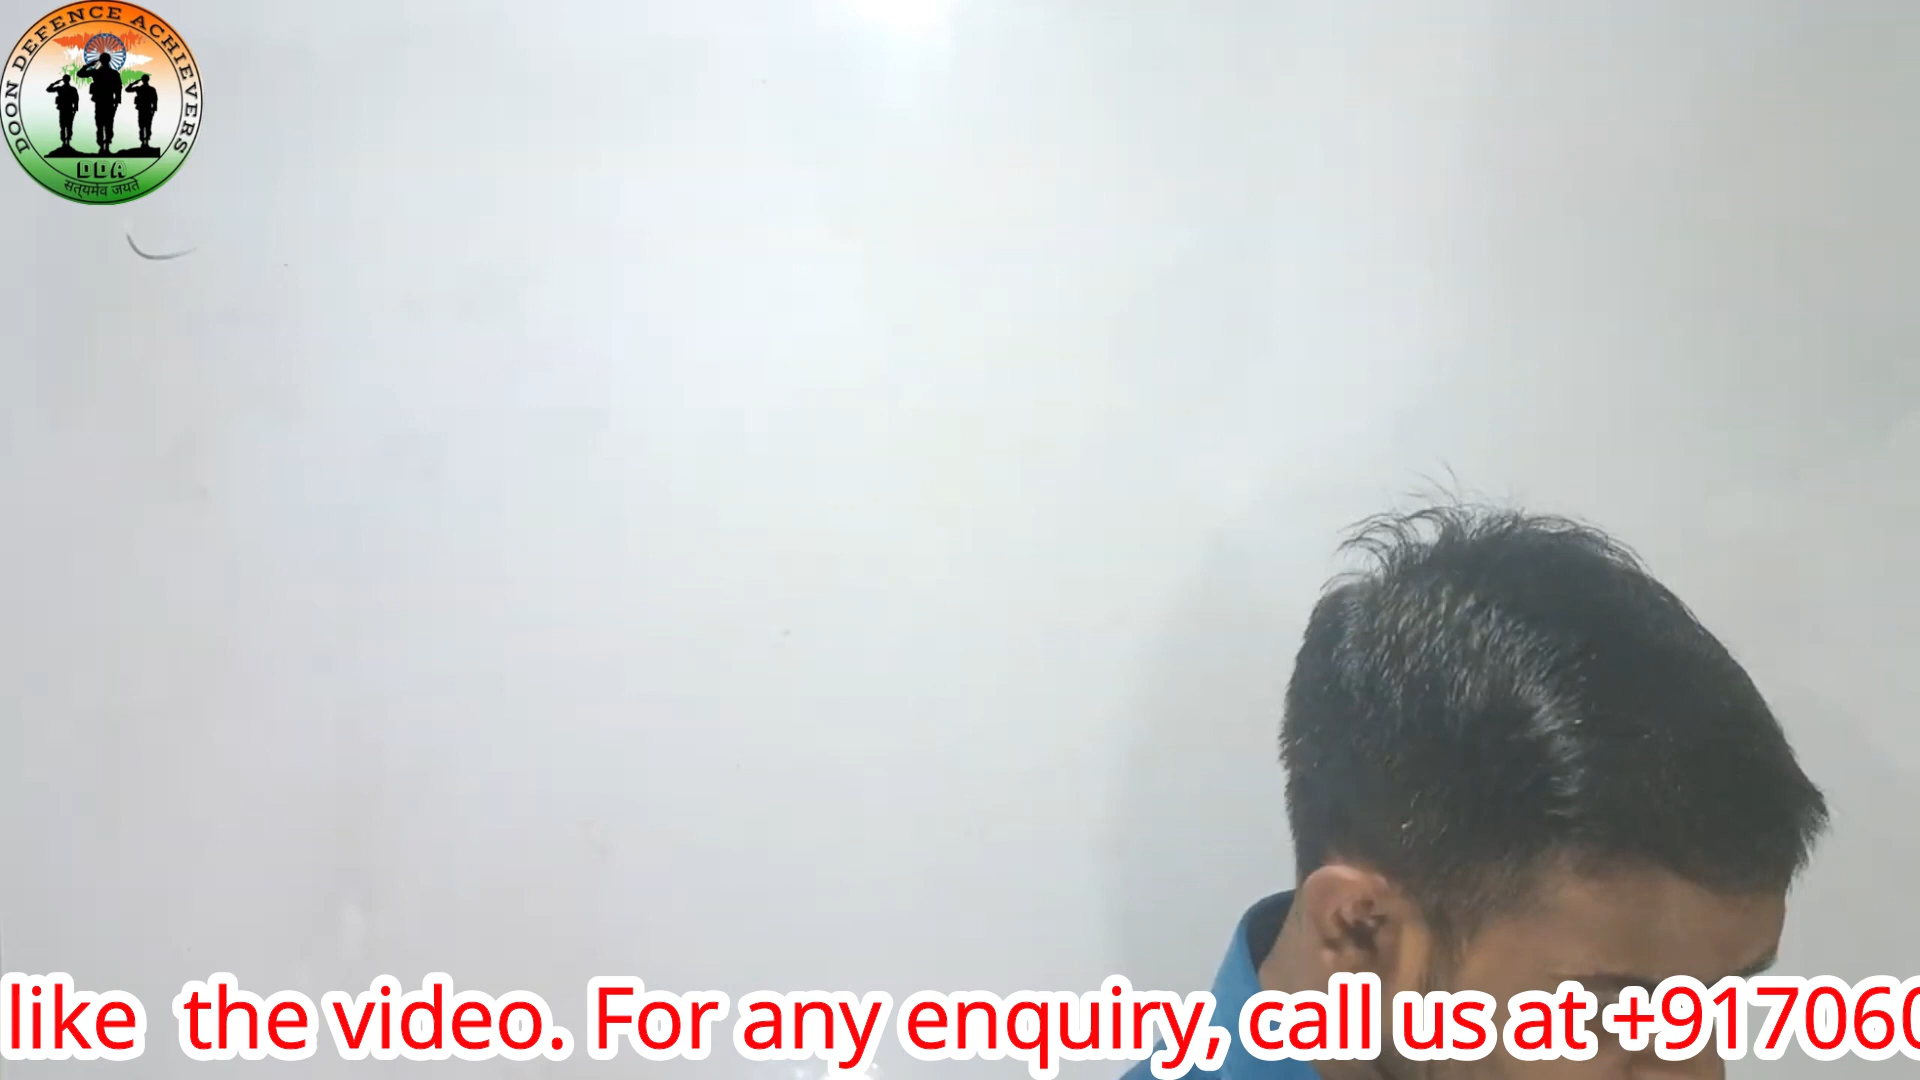 DOON DEFENCE ACHIEVERS
DDA
सत्यमेव जयते
like the video. For any enquiry, call us at +917060